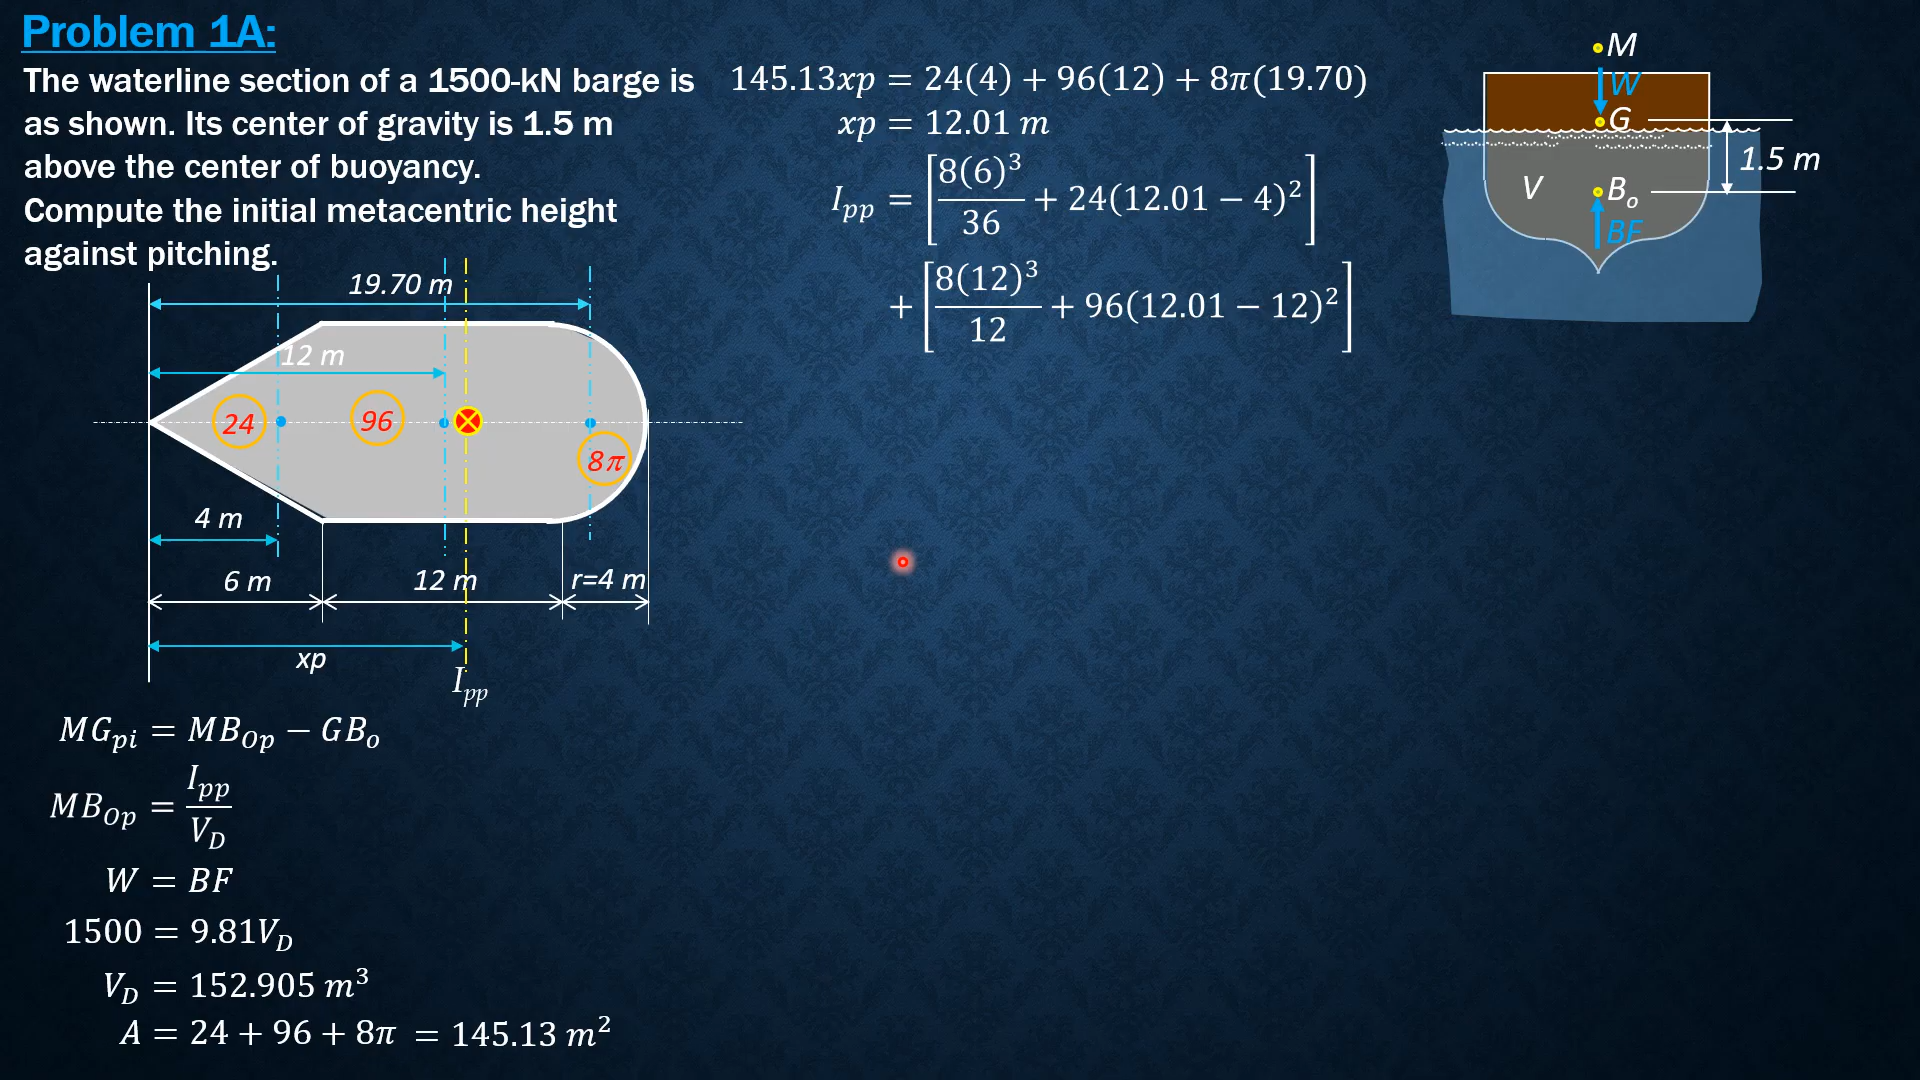 Problem 1A:
The waterline section of a 1500-kN barge is
as shown. Its center of gravity is 1.5 m
above the center of buoyancy.
Compute the initial metacentric height
against pitching.
19.70 m
12 m
24
96
8π
4 m
6 m
12 m
r=4 m
xp
I_pp
MG_pi = MB_Op − GB_o
MB_Op = I_pp / V_D
W = BF
1500 = 9.81V_D
V_D = 152.905 m³
A = 24 + 96 + 8π = 145.13 m²
145.13xp = 24(4) + 96(12) + 8π(19.70)
xp = 12.01 m
I_pp = [8(6)³/36 + 24(12.01 − 4)²]
+ [8(12)³/12 + 96(12.01 − 12)²]
M
W
G
1.5 m
V
B_o
BF